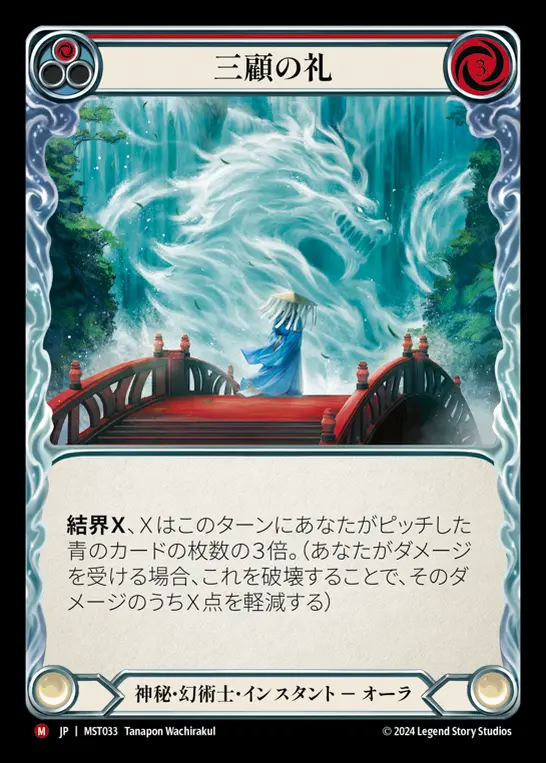 三顧の礼
3
結界X、Xはこのターンにあなたがピッチした
青のカードの枚数の3倍。(あなたがダメージ
を受ける場合、これを破壊することで、そのダ
メージのうちX点を軽減する)
神秘・幻術士・インスタント − オーラ
M JP | MST033 Tanapon Wachirakul
© 2024 Legend Story Studios